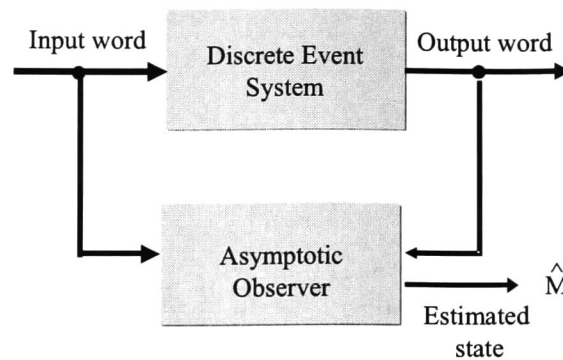 Input word
Discrete Event
System
Output word
Asymptotic
Observer
M̂
Estimated
state